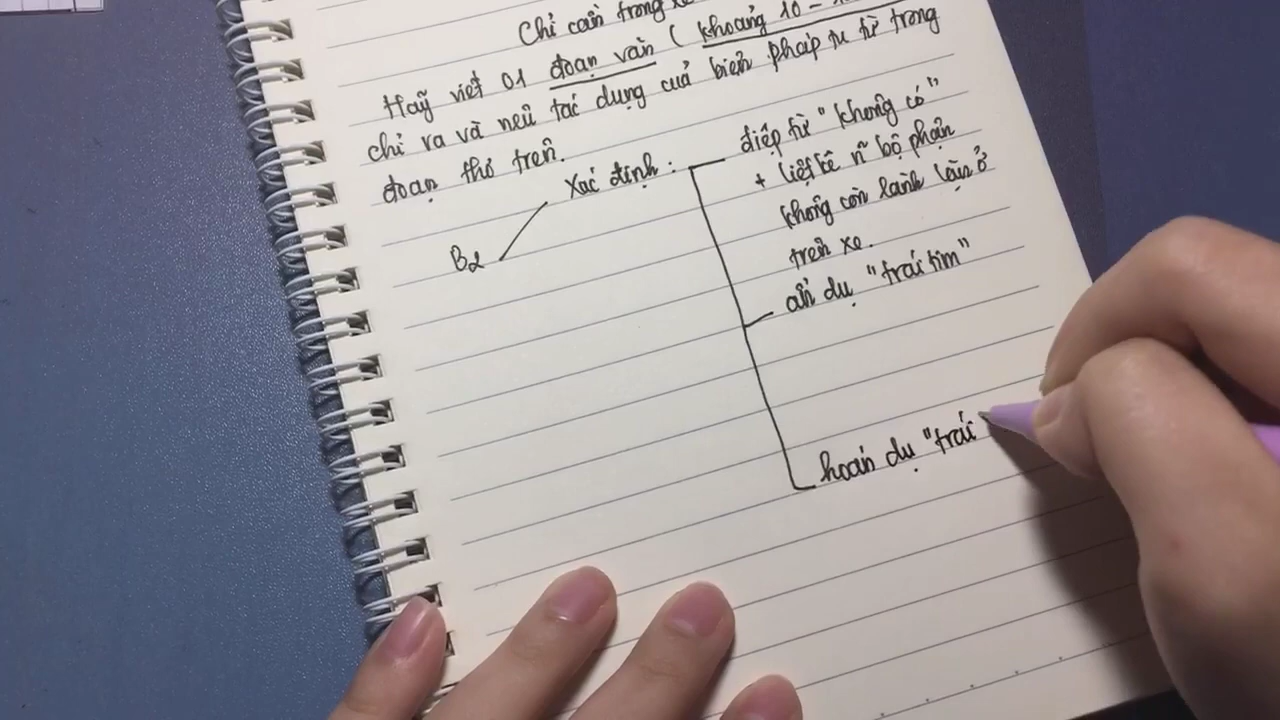 Chỉ cần trong xe
Hãy viết 01 đoạn văn ( khoảng 10 -
chỉ ra và nêu tác dụng của biện pháp tu từ trong
đoạn thơ trên.
B2
Xác định :
điệp từ "không có"
+ liệt kê ~ bộ phận
không còn lành lặn ở
trên xe.
ẩn dụ "trái tim"
hoán dụ "trái